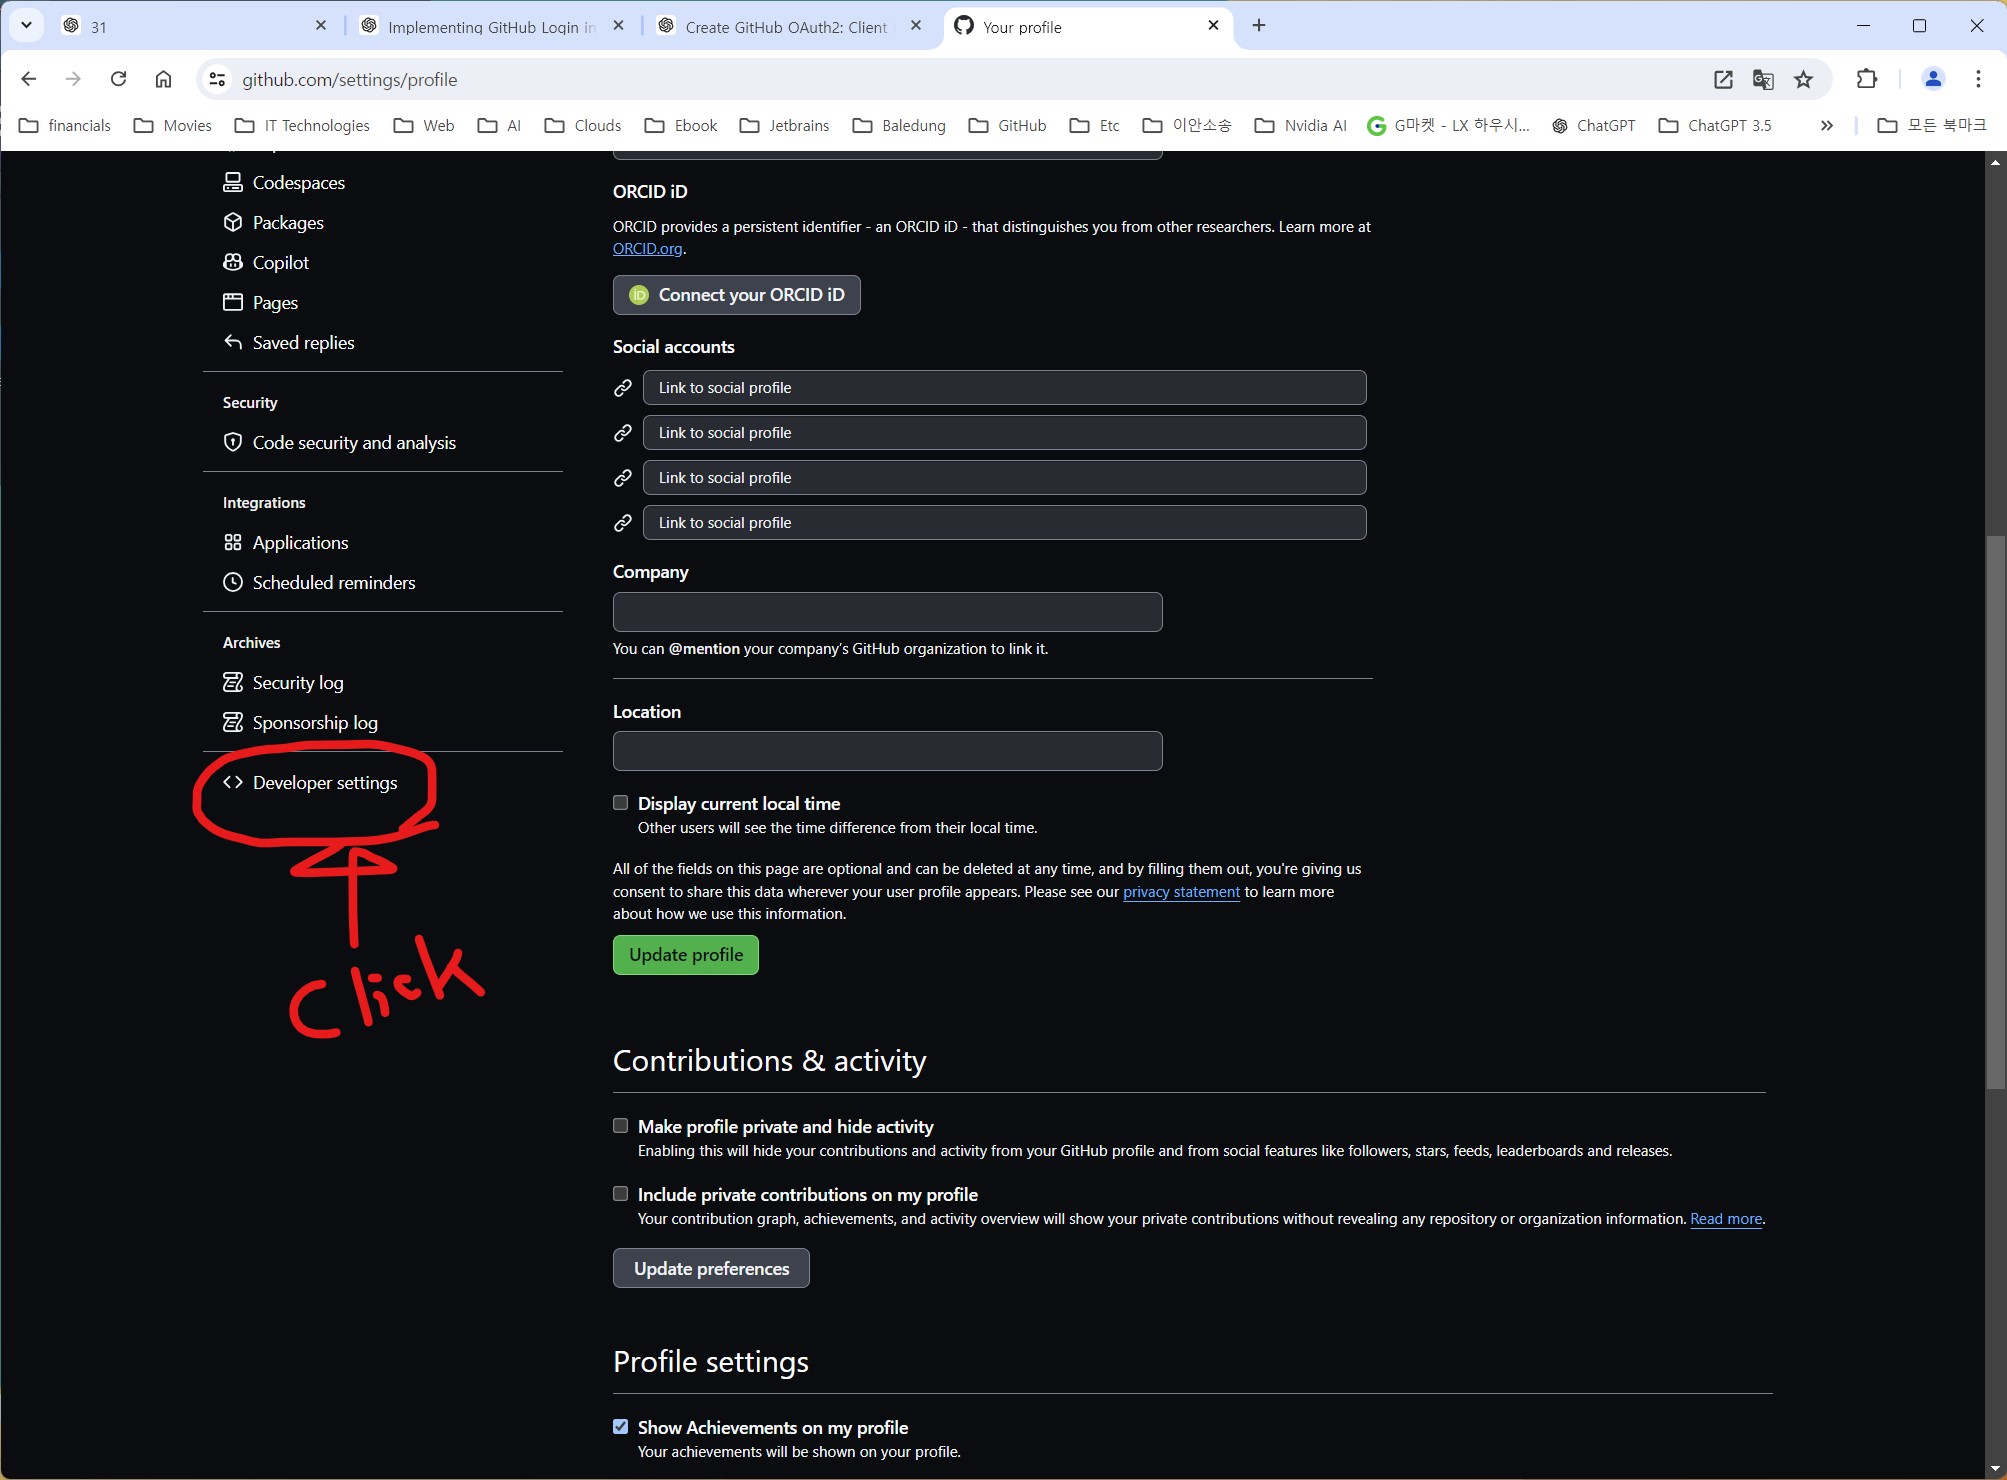 31
Implementing GitHub Login in
Create GitHub OAuth2: Client
Your profile
github.com/settings/profile
financials
Movies
IT Technologies
Web
AI
Clouds
Ebook
Jetbrains
Baledung
GitHub
Etc
이안소송
Nvidia AI
G마켓 - LX 하우시...
ChatGPT
ChatGPT 3.5
모든 북마크
Codespaces
Packages
Copilot
Pages
Saved replies
Security
Code security and analysis
Integrations
Applications
Scheduled reminders
Archives
Security log
Sponsorship log
Developer settings
Click
ORCID iD
ORCID provides a persistent identifier - an ORCID iD - that distinguishes you from other researchers. Learn more at
ORCID.org.
iD Connect your ORCID iD
Social accounts
Link to social profile
Link to social profile
Link to social profile
Link to social profile
Company
You can @mention your company's GitHub organization to link it.
Location
Display current local time
Other users will see the time difference from their local time.
All of the fields on this page are optional and can be deleted at any time, and by filling them out, you're giving us
consent to share this data wherever your user profile appears. Please see our privacy statement to learn more
about how we use this information.
Update profile
Contributions & activity
Make profile private and hide activity
Enabling this will hide your contributions and activity from your GitHub profile and from social features like followers, stars, feeds, leaderboards and releases.
Include private contributions on my profile
Your contribution graph, achievements, and activity overview will show your private contributions without revealing any repository or organization information. Read more.
Update preferences
Profile settings
Show Achievements on my profile
Your achievements will be shown on your profile.